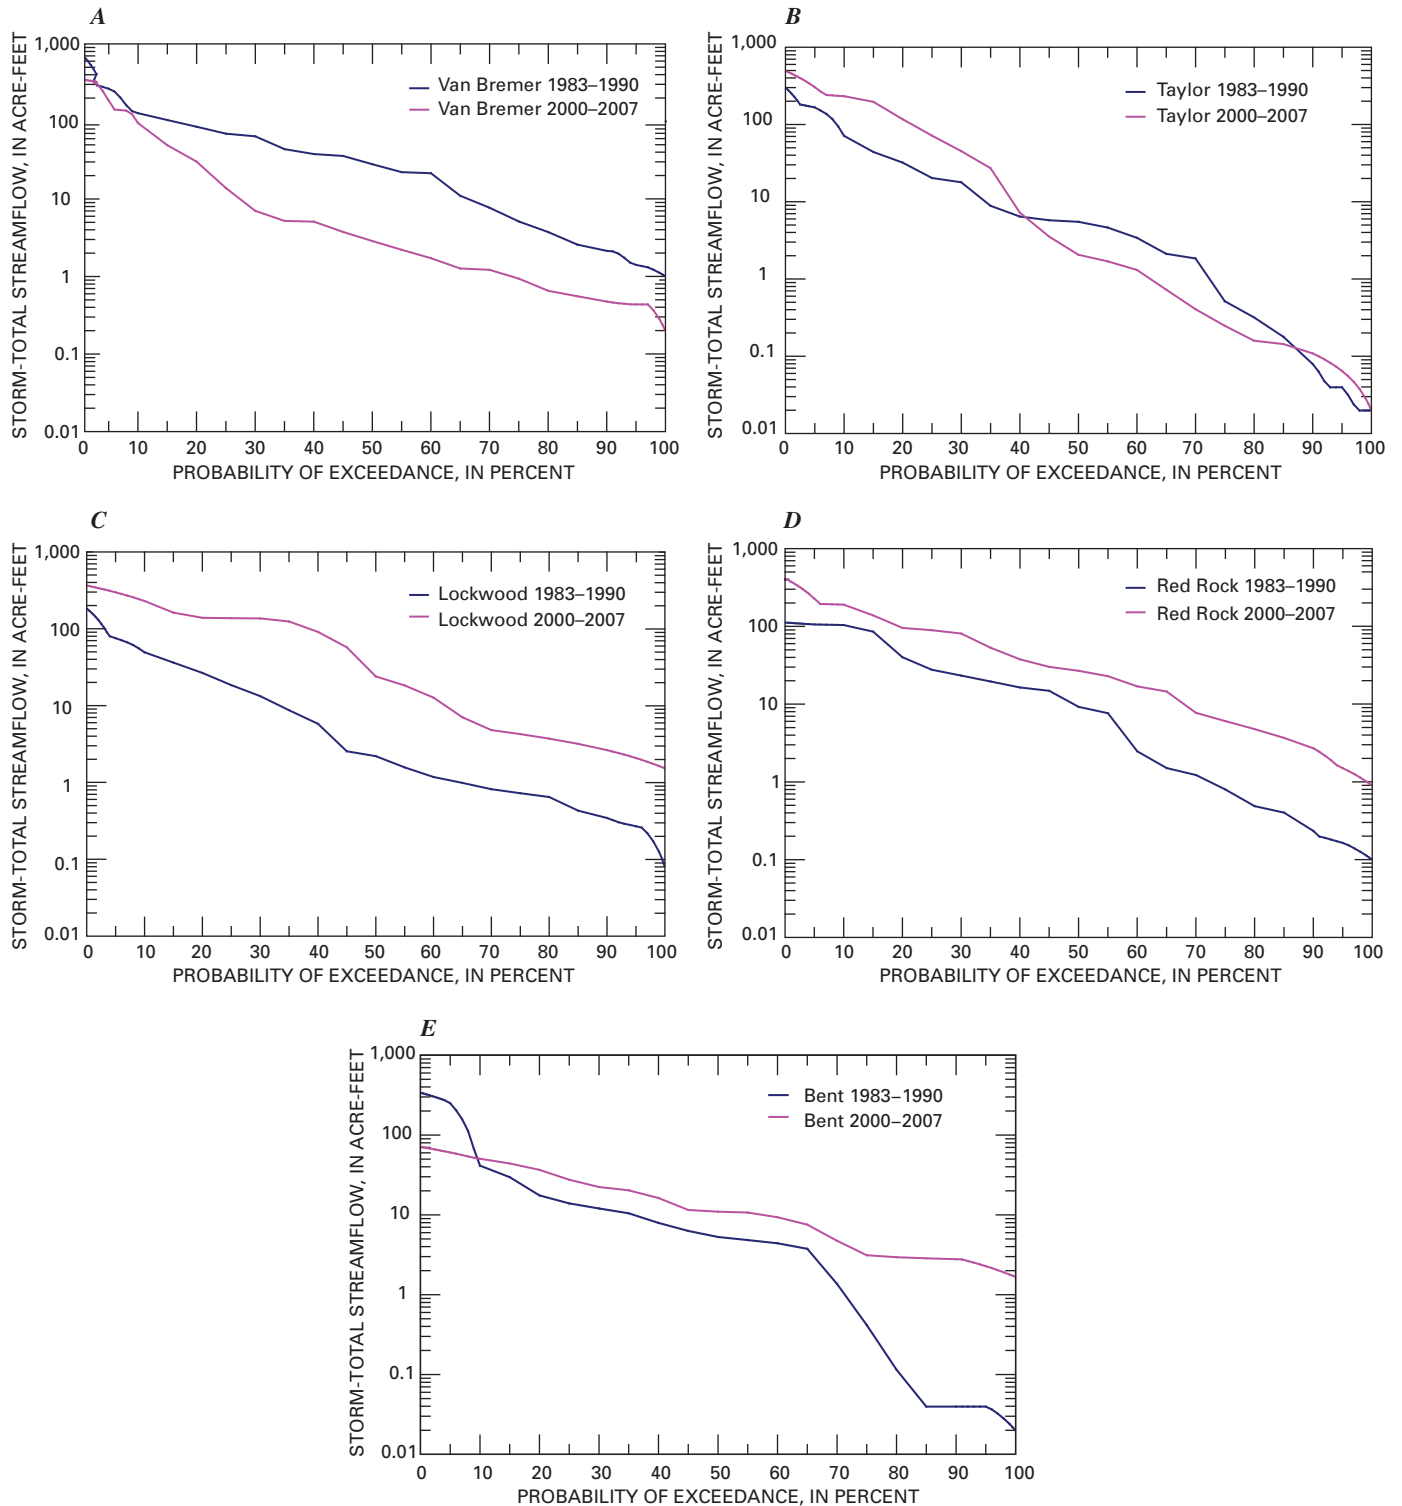 A
STORM-TOTAL STREAMFLOW, IN ACRE-FEET
1,000
100
10
1
0.1
0.01
Van Bremer 1983–1990
Van Bremer 2000–2007
0 10 20 30 40 50 60 70 80 90 100
PROBABILITY OF EXCEEDANCE, IN PERCENT
B
STORM-TOTAL STREAMFLOW, IN ACRE-FEET
1,000
100
10
1
0.1
0.01
Taylor 1983–1990
Taylor 2000–2007
0 10 20 30 40 50 60 70 80 90 100
PROBABILITY OF EXCEEDANCE, IN PERCENT
C
STORM-TOTAL STREAMFLOW, IN ACRE-FEET
1,000
100
10
1
0.1
0.01
Lockwood 1983–1990
Lockwood 2000–2007
0 10 20 30 40 50 60 70 80 90 100
PROBABILITY OF EXCEEDANCE, IN PERCENT
D
STORM-TOTAL STREAMFLOW, IN ACRE-FEET
1,000
100
10
1
0.1
0.01
Red Rock 1983–1990
Red Rock 2000–2007
0 10 20 30 40 50 60 70 80 90 100
PROBABILITY OF EXCEEDANCE, IN PERCENT
E
STORM-TOTAL STREAMFLOW, IN ACRE-FEET
1,000
100
10
1
0.1
0.01
Bent 1983–1990
Bent 2000–2007
0 10 20 30 40 50 60 70 80 90 100
PROBABILITY OF EXCEEDANCE, IN PERCENT